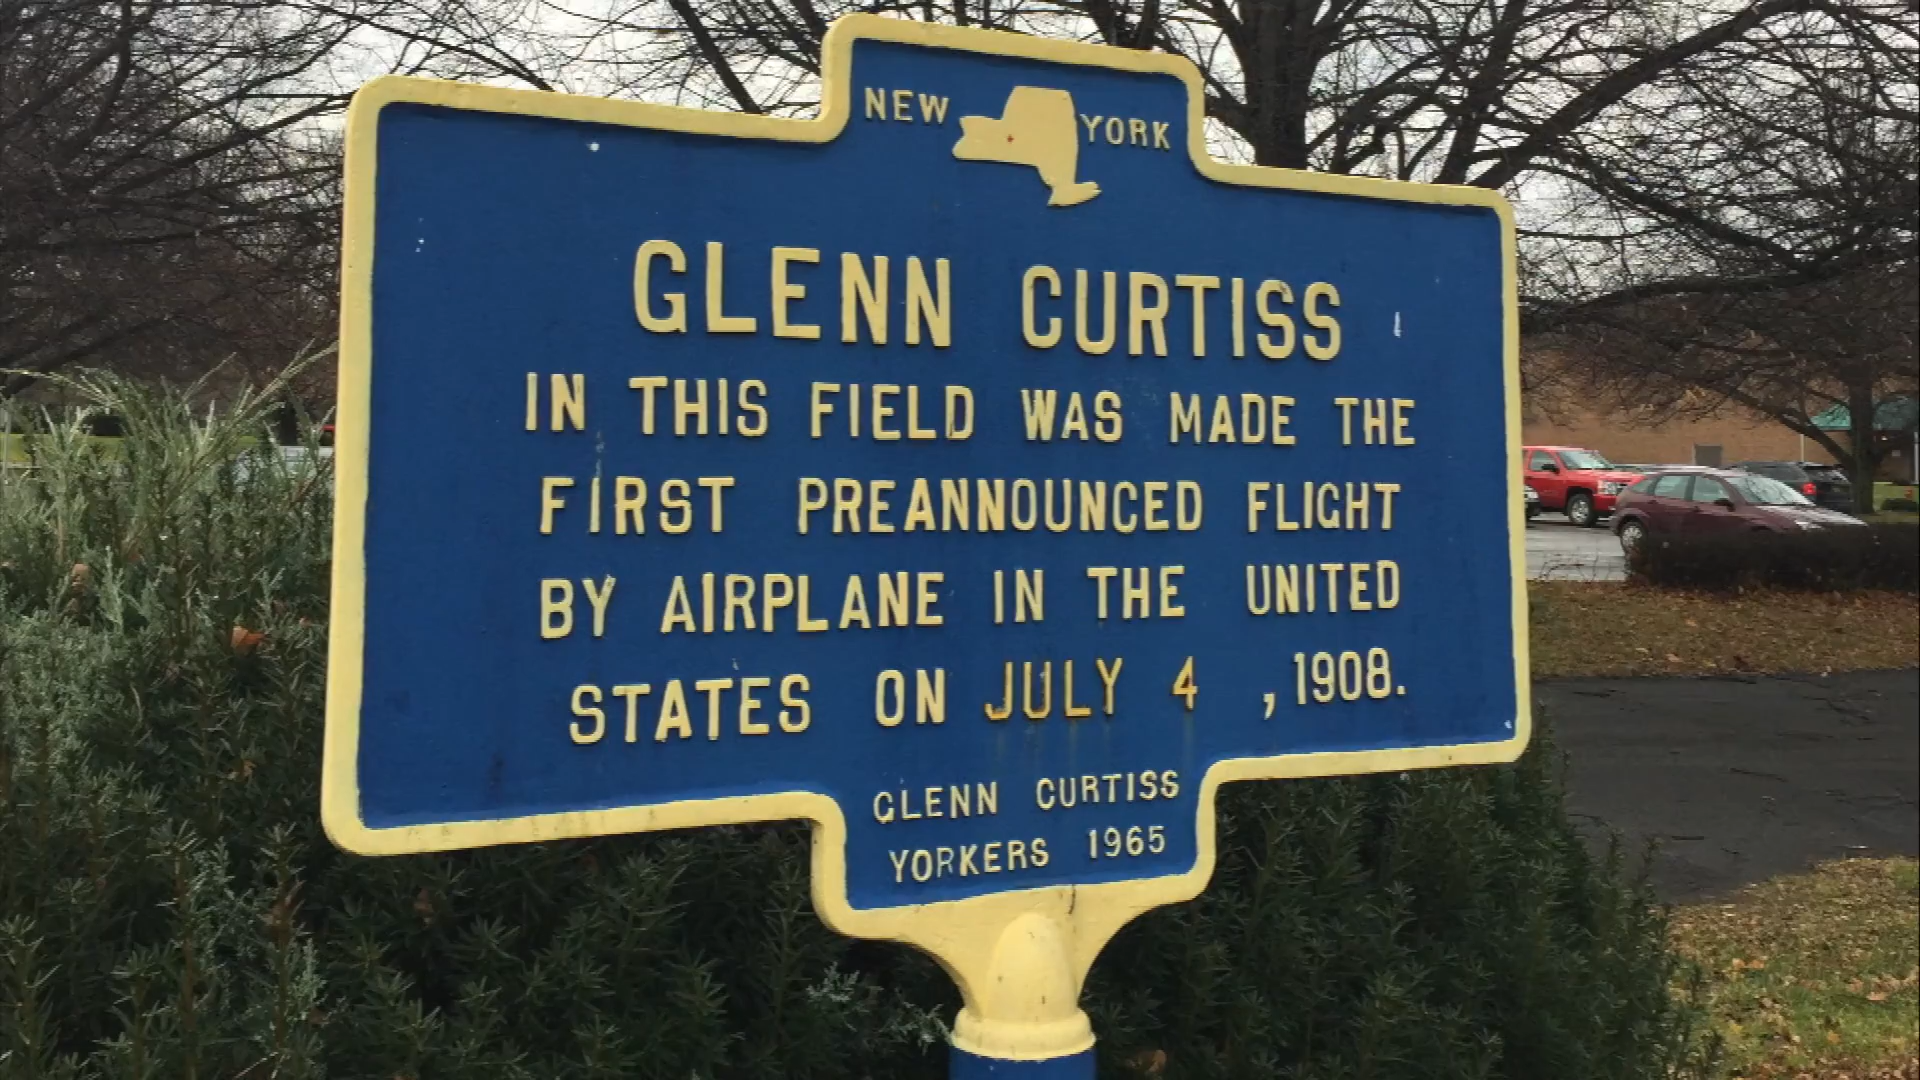 NEW YORK
GLENN CURTISS
IN THIS FIELD WAS MADE THE
FIRST PREANNOUNCED FLIGHT
BY AIRPLANE IN THE UNITED
STATES ON JULY 4 , 1908.
GLENN CURTISS
YORKERS 1965